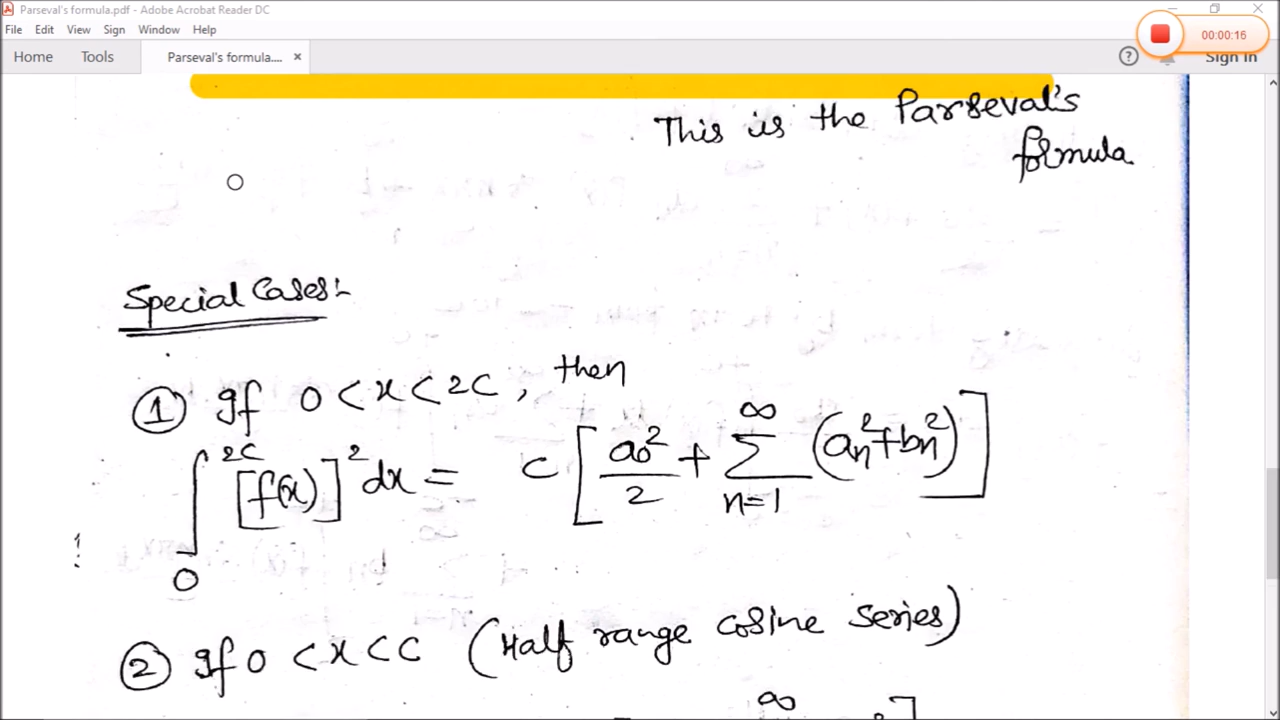 Parseval's formula.pdf - Adobe Acrobat Reader DC
File Edit View Sign Window Help
00:00:16
Home Tools Parseval's formula.... × ? Sign In
This is the Parseval's
formula
Special Cases:-
① If 0 < x < 2C, then
∫₀^{2C} [f(x)]² dx = C [ a₀²/2 + ∑_{n=1}^{∞} (aₙ² + bₙ²) ]
② If 0 < x < C (Half range cosine series)
∞